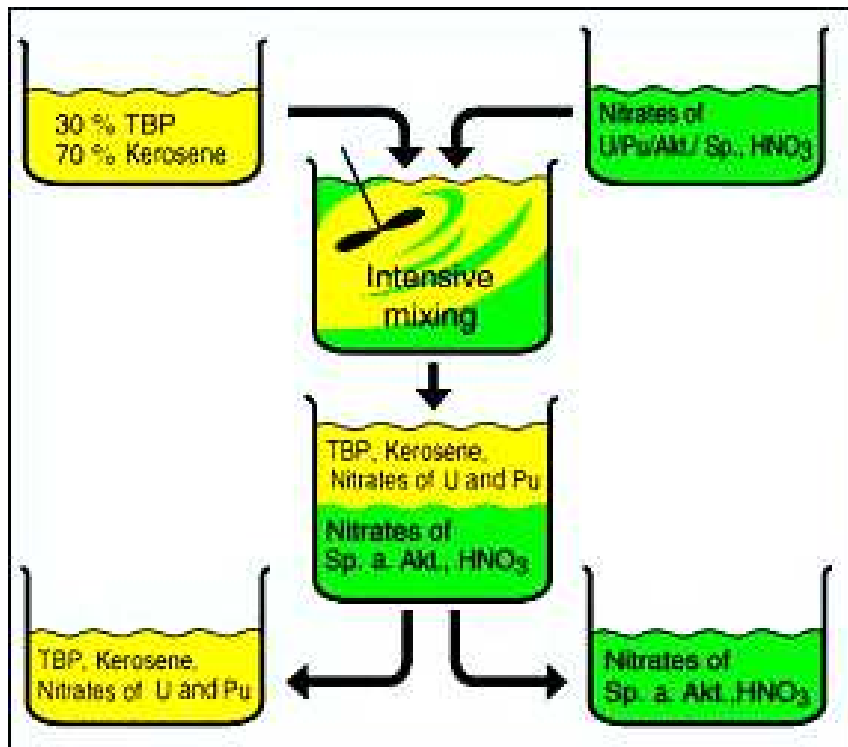 30 % TBP
70 % Kerosene
Nitrates of
U/Pu/Akt./ Sp., HNO₃
Intensive
mixing
TBP, Kerosene,
Nitrates of U and Pu
Nitrates of
Sp. a. Akt., HNO₃
TBP, Kerosene,
Nitrates of U and Pu
Nitrates of
Sp. a. Akt.,HNO₃